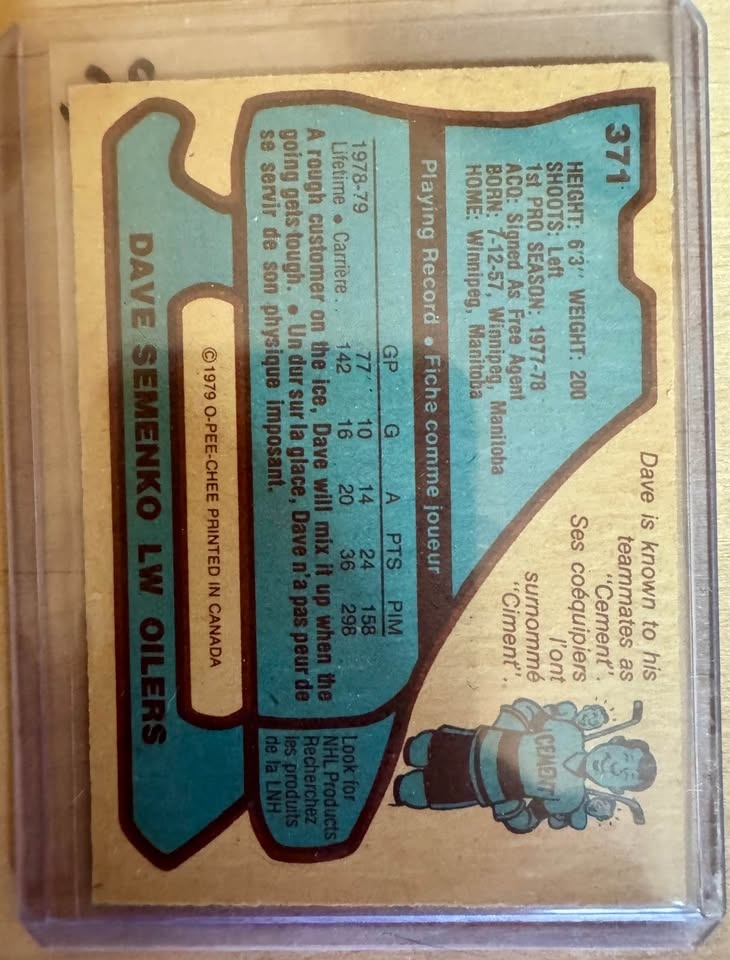 371
HEIGHT: 6'3" WEIGHT: 200
SHOOTS: Left
1st PRO SEASON: 1977-78
ACQ: Signed As Free Agent
BORN: 7-12-57, Winnipeg, Manitoba
HOME: Winnipeg, Manitoba
Dave is known to his
teammates as
"Cement".
Ses coéquipiers
l'ont
surnommé
"Ciment".
CEMENT
Playing Record • Fiche comme joueur
GP G A PTS PIM
1978-79 77 10 14 24 158
Lifetime • Carrière . . 142 16 20 36 298
A rough customer on the ice, Dave will mix it up when the
going gets tough. • Un dur sur la glace, Dave n'a pas peur de
se servir de son physique imposant.
Look for
NHL Products
Recherchez
les produits
de la LNH
©1979 O-PEE-CHEE PRINTED IN CANADA
DAVE SEMENKO LW OILERS